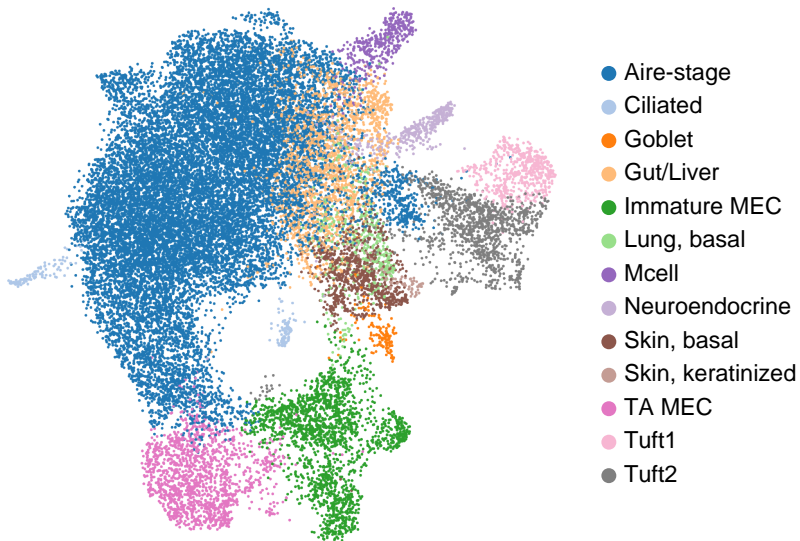 Aire-stage
Ciliated
Goblet
Gut/Liver
Immature MEC
Lung, basal
Mcell
Neuroendocrine
Skin, basal
Skin, keratinized
TA MEC
Tuft1
Tuft2